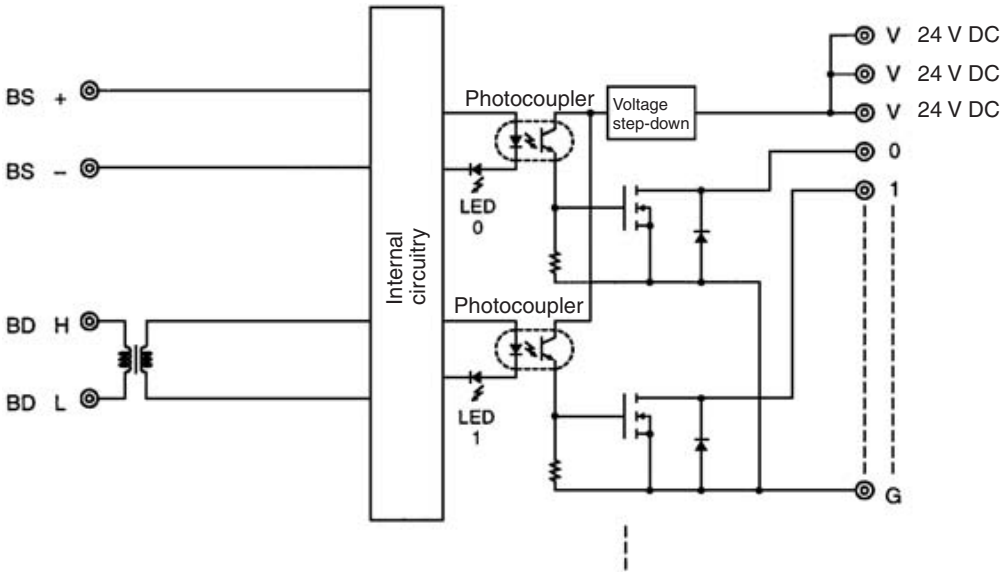 V 24 V DC
V 24 V DC
BS +
Photocoupler
Voltage
step-down
V 24 V DC
0
BS –
1
LED
0
Internal
circuitry
Photocoupler
BD H
BD L
LED
1
G